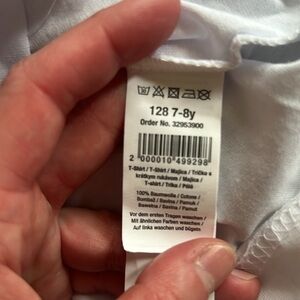 128 7-8y
Order No. 32953900
2 000010 499298
T-Shirt / T-Shirt / Majica / Tričko s
krátkym rukávom / Majica /
T-shirt / Triko / Póló
100% Baumwolle / Cotone /
Bombaž / Bavlna / Pamuk /
Bawełna / Bavlna / Pamut
Vor dem ersten Tragen waschen
Mit ähnlichen Farben waschen
Auf links waschen und bügeln